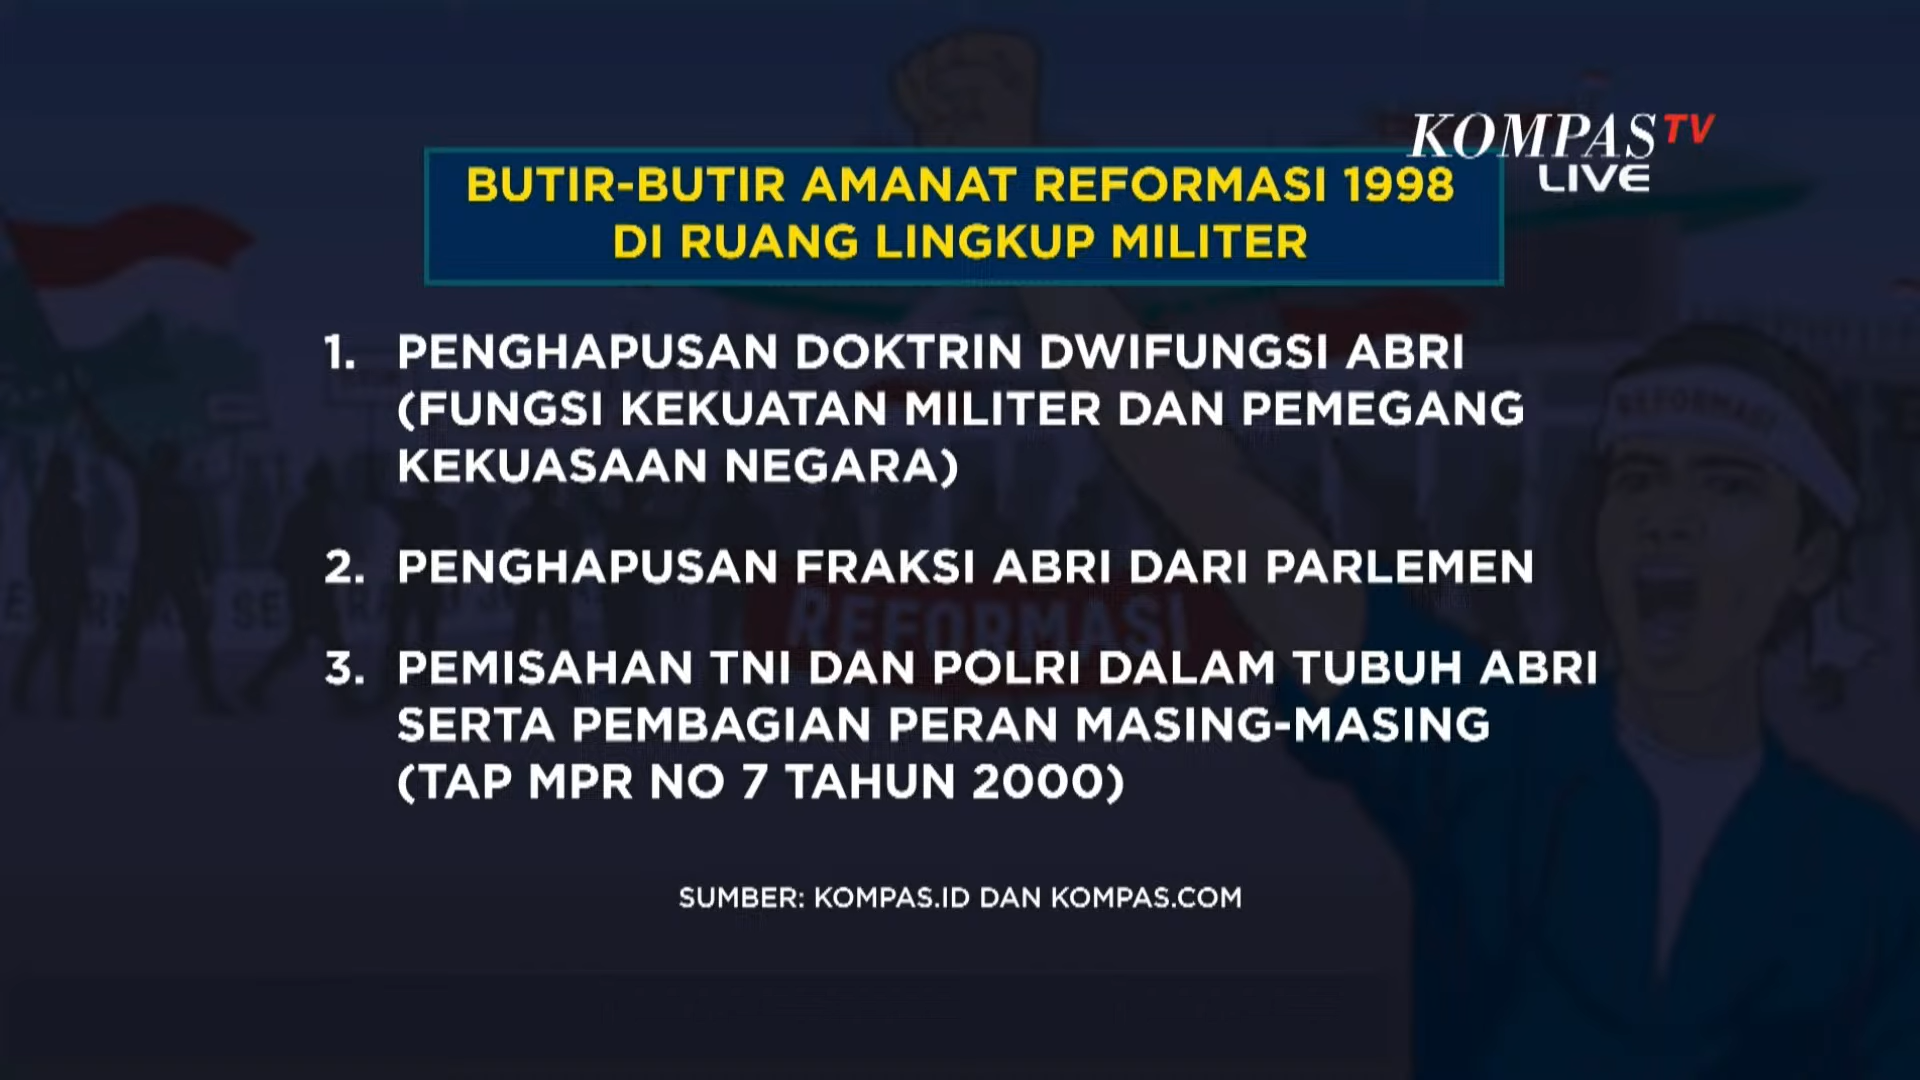 KOMPAS TV
LIVE
BUTIR-BUTIR AMANAT REFORMASI 1998
DI RUANG LINGKUP MILITER
1. PENGHAPUSAN DOKTRIN DWIFUNGSI ABRI
(FUNGSI KEKUATAN MILITER DAN PEMEGANG
KEKUASAAN NEGARA)
2. PENGHAPUSAN FRAKSI ABRI DARI PARLEMEN
REFORMASI
3. PEMISAHAN TNI DAN POLRI DALAM TUBUH ABRI
SERTA PEMBAGIAN PERAN MASING-MASING
(TAP MPR NO 7 TAHUN 2000)
SUMBER: KOMPAS.ID DAN KOMPAS.COM
REFORMASI